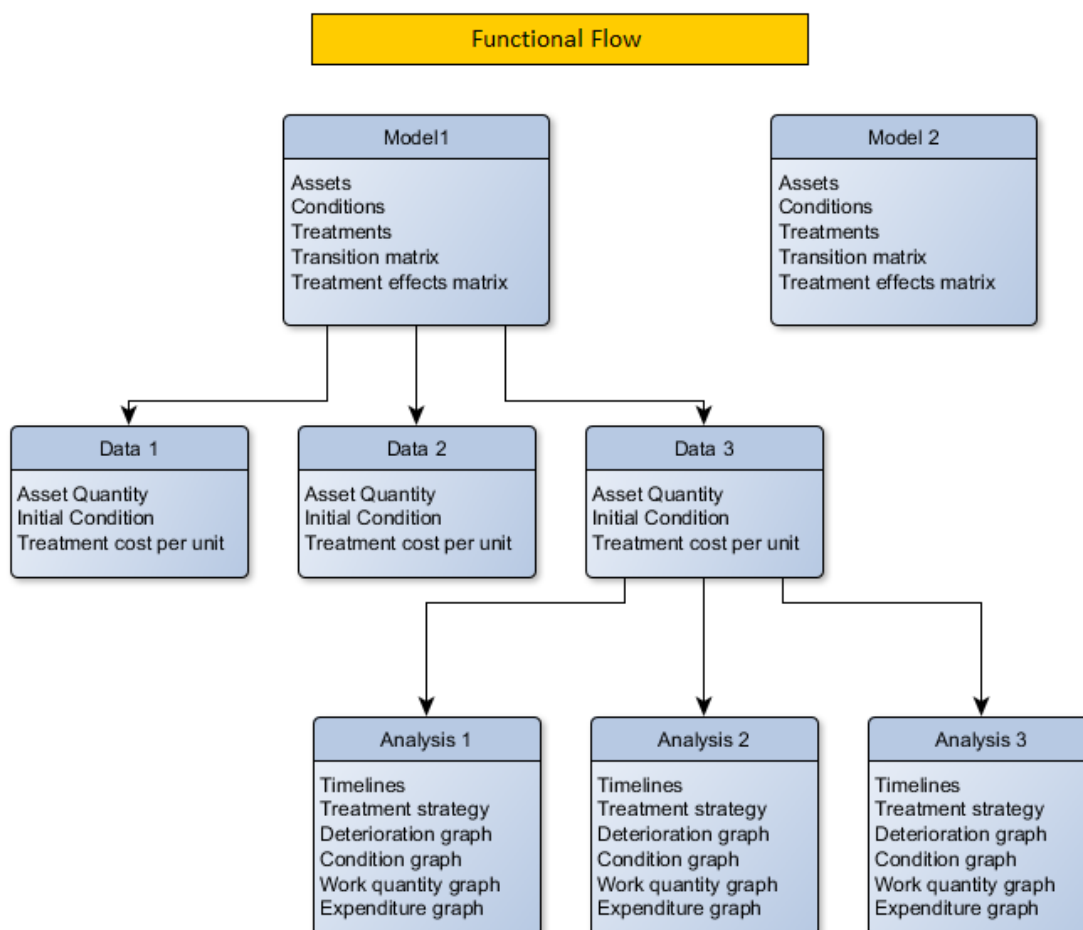 Functional Flow
Model1
Assets
Conditions
Treatments
Transition matrix
Treatment effects matrix
Model 2
Assets
Conditions
Treatments
Transition matrix
Treatment effects matrix
Data 1
Asset Quantity
Initial Condition
Treatment cost per unit
Data 2
Asset Quantity
Initial Condition
Treatment cost per unit
Data 3
Asset Quantity
Initial Condition
Treatment cost per unit
Analysis 1
Timelines
Treatment strategy
Deterioration graph
Condition graph
Work quantity graph
Expenditure graph
Analysis 2
Timelines
Treatment strategy
Deterioration graph
Condition graph
Work quantity graph
Expenditure graph
Analysis 3
Timelines
Treatment strategy
Deterioration graph
Condition graph
Work quantity graph
Expenditure graph